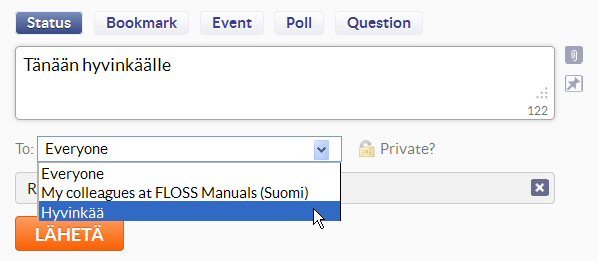 Status Bookmark Event Poll Question
Tänään hyvinkäälle
122
To: Everyone Private?
Everyone
My colleagues at FLOSS Manuals (Suomi)
Hyvinkää
R
LÄHETÄ